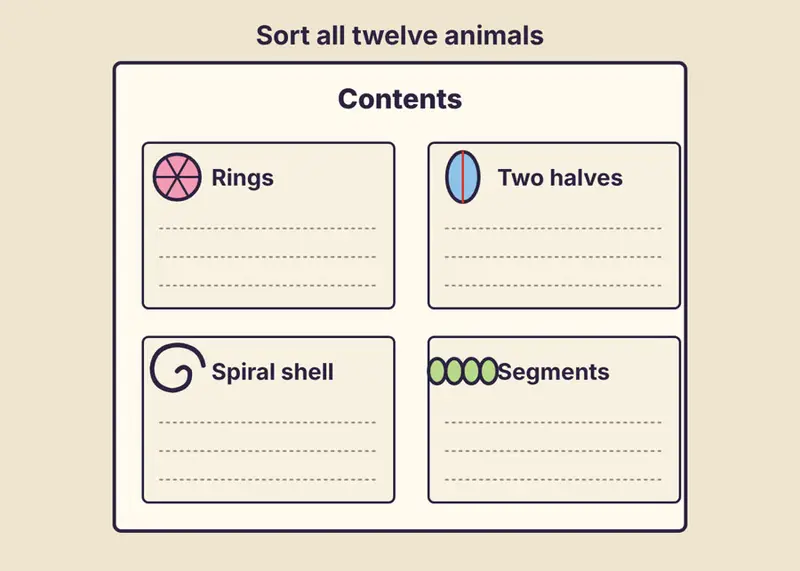 Sort all twelve animals
Contents
Rings
Two halves
Spiral shell
Segments